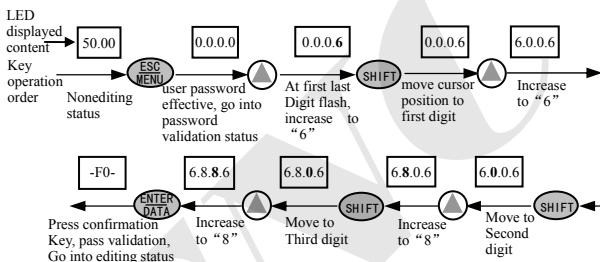 LED
displayed
content
50.00
0.0.0.0
0.0.0.6
0.0.0.6
6.0.0.6
Key
operation
order
ESC
MENU
SHIFT
Nonediting
status
user password
effective, go into
password
validation status
At first last
Digit flash,
increase to
“6”
move cursor
position to
first digit
Increase
to “6”
-F0-
6.8.8.6
6.8.0.6
6.8.0.6
6.0.0.6
ENTER
DATA
SHIFT
SHIFT
Press confirmation
Key, pass validation,
Go into editing status
Increase
to “8”
Move to
Third digit
Increase
to “8”
Move to
Second
digit